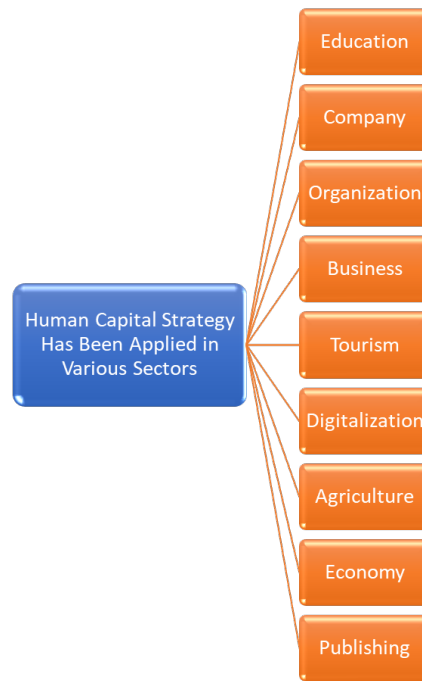 Education
Company
Organization
Business
Human Capital Strategy
Has Been Applied in
Various Sectors
Tourism
Digitalization
Agriculture
Economy
Publishing